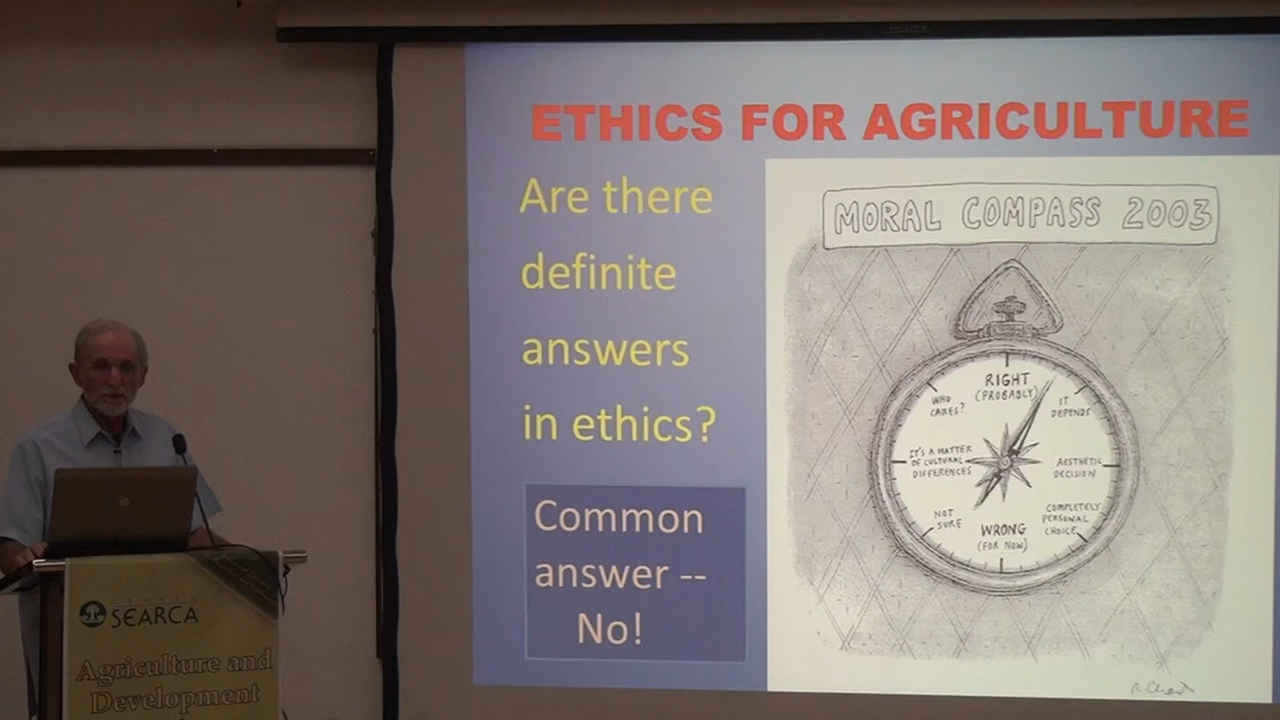 ETHICS FOR AGRICULTURE
Are there
definite
answers
in ethics?
Common
answer --
No!
MORAL COMPASS 2003
RIGHT
(PROBABLY)
IT
DEPENDS
AESTHETIC
DECISION
COMPLETELY
PERSONAL
CHOICE
WRONG
(FOR NOW)
NOT
SURE
IT'S A MATTER
OF CULTURAL
DIFFERENCES
WHO
CARES?
SEARCA
Agriculture and
Development